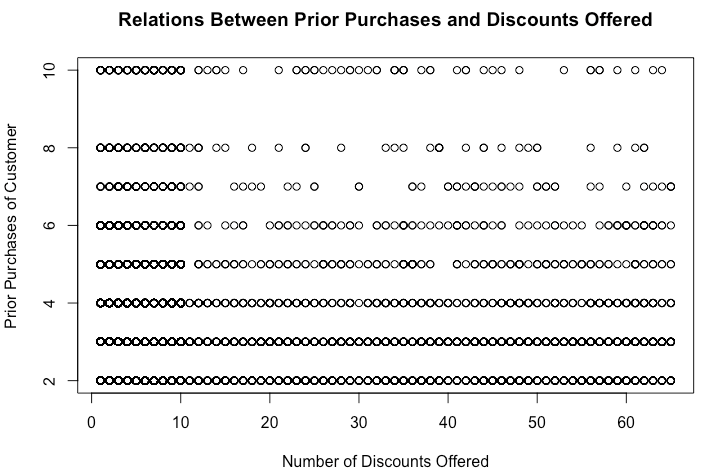 Relations Between Prior Purchases and Discounts Offered
Prior Purchases of Customer
10
8
6
4
2
0 10 20 30 40 50 60
Number of Discounts Offered